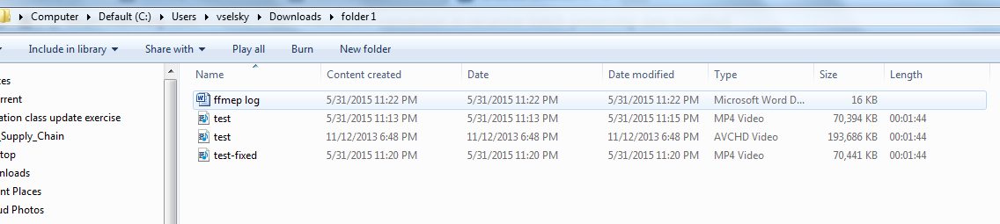 Computer Default (C:) Users vselsky Downloads folder1
Include in library Share with Play all Burn New folder
Name Content created Date Date modified Type Size Length
ffmep log 5/31/2015 11:22 PM 5/31/2015 11:22 PM 5/31/2015 11:22 PM Microsoft Word D... 16 KB
test 5/31/2015 11:13 PM 5/31/2015 11:13 PM 5/31/2015 11:15 PM MP4 Video 70,394 KB 00:01:44
test 11/12/2013 6:48 PM 11/12/2013 6:48 PM 11/12/2013 6:48 PM AVCHD Video 193,686 KB 00:01:44
test-fixed 5/31/2015 11:20 PM 5/31/2015 11:20 PM 5/31/2015 11:20 PM MP4 Video 70,441 KB 00:01:44
tes
rrent
ation class update exercise
_Supply_Chain
top
nloads
nt Places
ud Photos